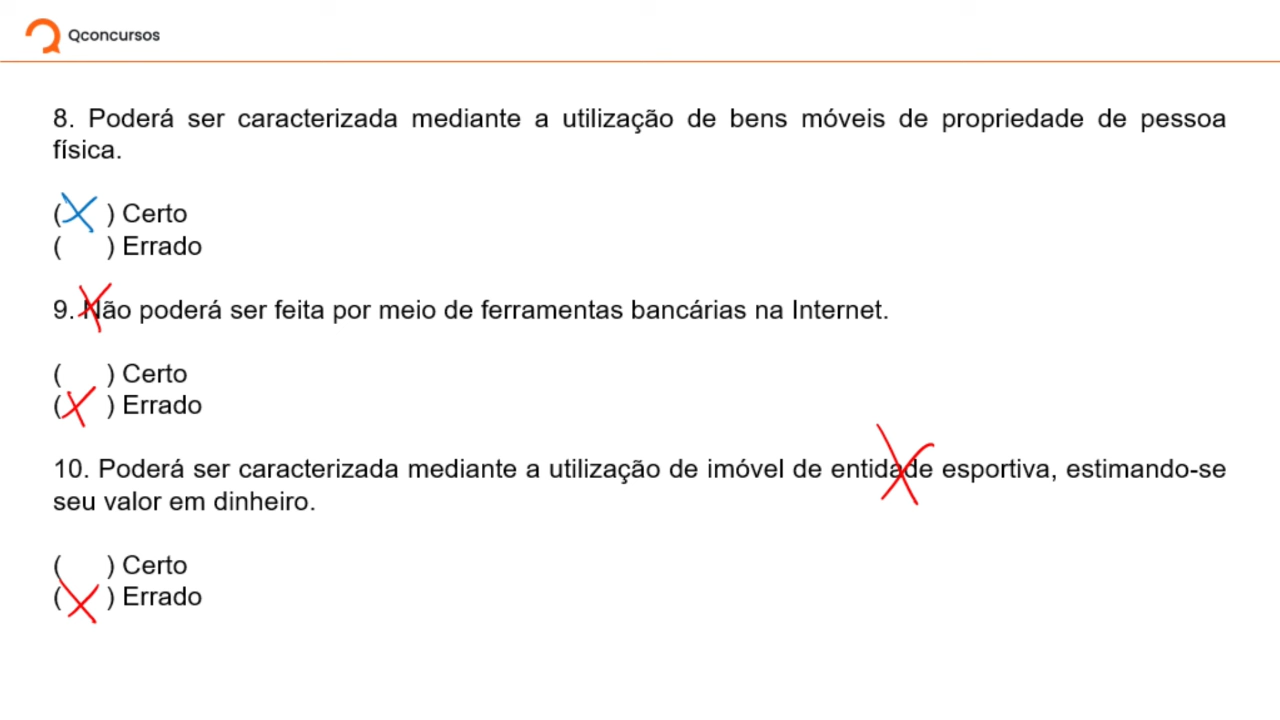 Qconcursos
8. Poderá ser caracterizada mediante a utilização de bens móveis de propriedade de pessoa
física.
(X) Certo
( ) Errado
9. Não poderá ser feita por meio de ferramentas bancárias na Internet.
( ) Certo
(X) Errado
10. Poderá ser caracterizada mediante a utilização de imóvel de entidade esportiva, estimando-se
seu valor em dinheiro.
( ) Certo
(X) Errado